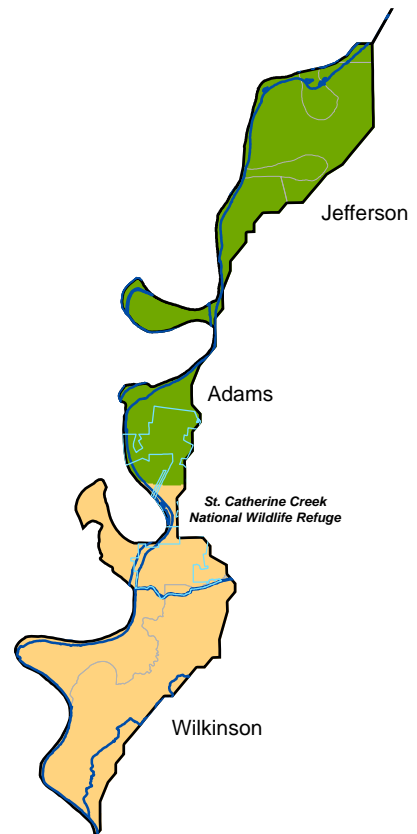 Jefferson
Adams
St. Catherine Creek
National Wildlife Refuge
Wilkinson